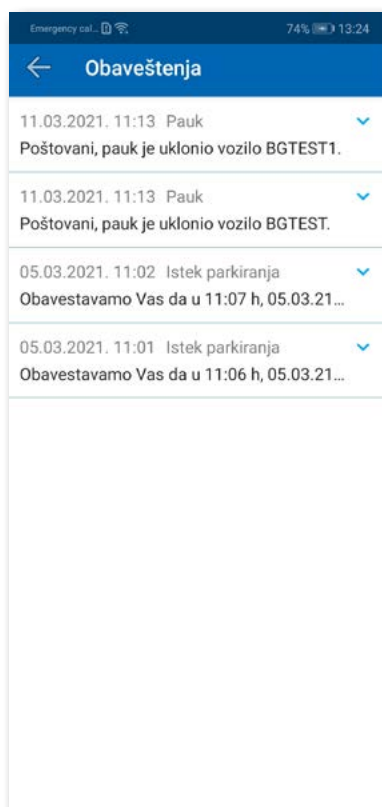 Emergency cal...
74% 13:24
Obaveštenja
11.03.2021. 11:13 Pauk
Poštovani, pauk je uklonio vozilo BGTEST1.
11.03.2021. 11:13 Pauk
Poštovani, pauk je uklonio vozilo BGTEST.
05.03.2021. 11:02 Istek parkiranja
Obavestavamo Vas da u 11:07 h, 05.03.21...
05.03.2021. 11:01 Istek parkiranja
Obavestavamo Vas da u 11:06 h, 05.03.21...